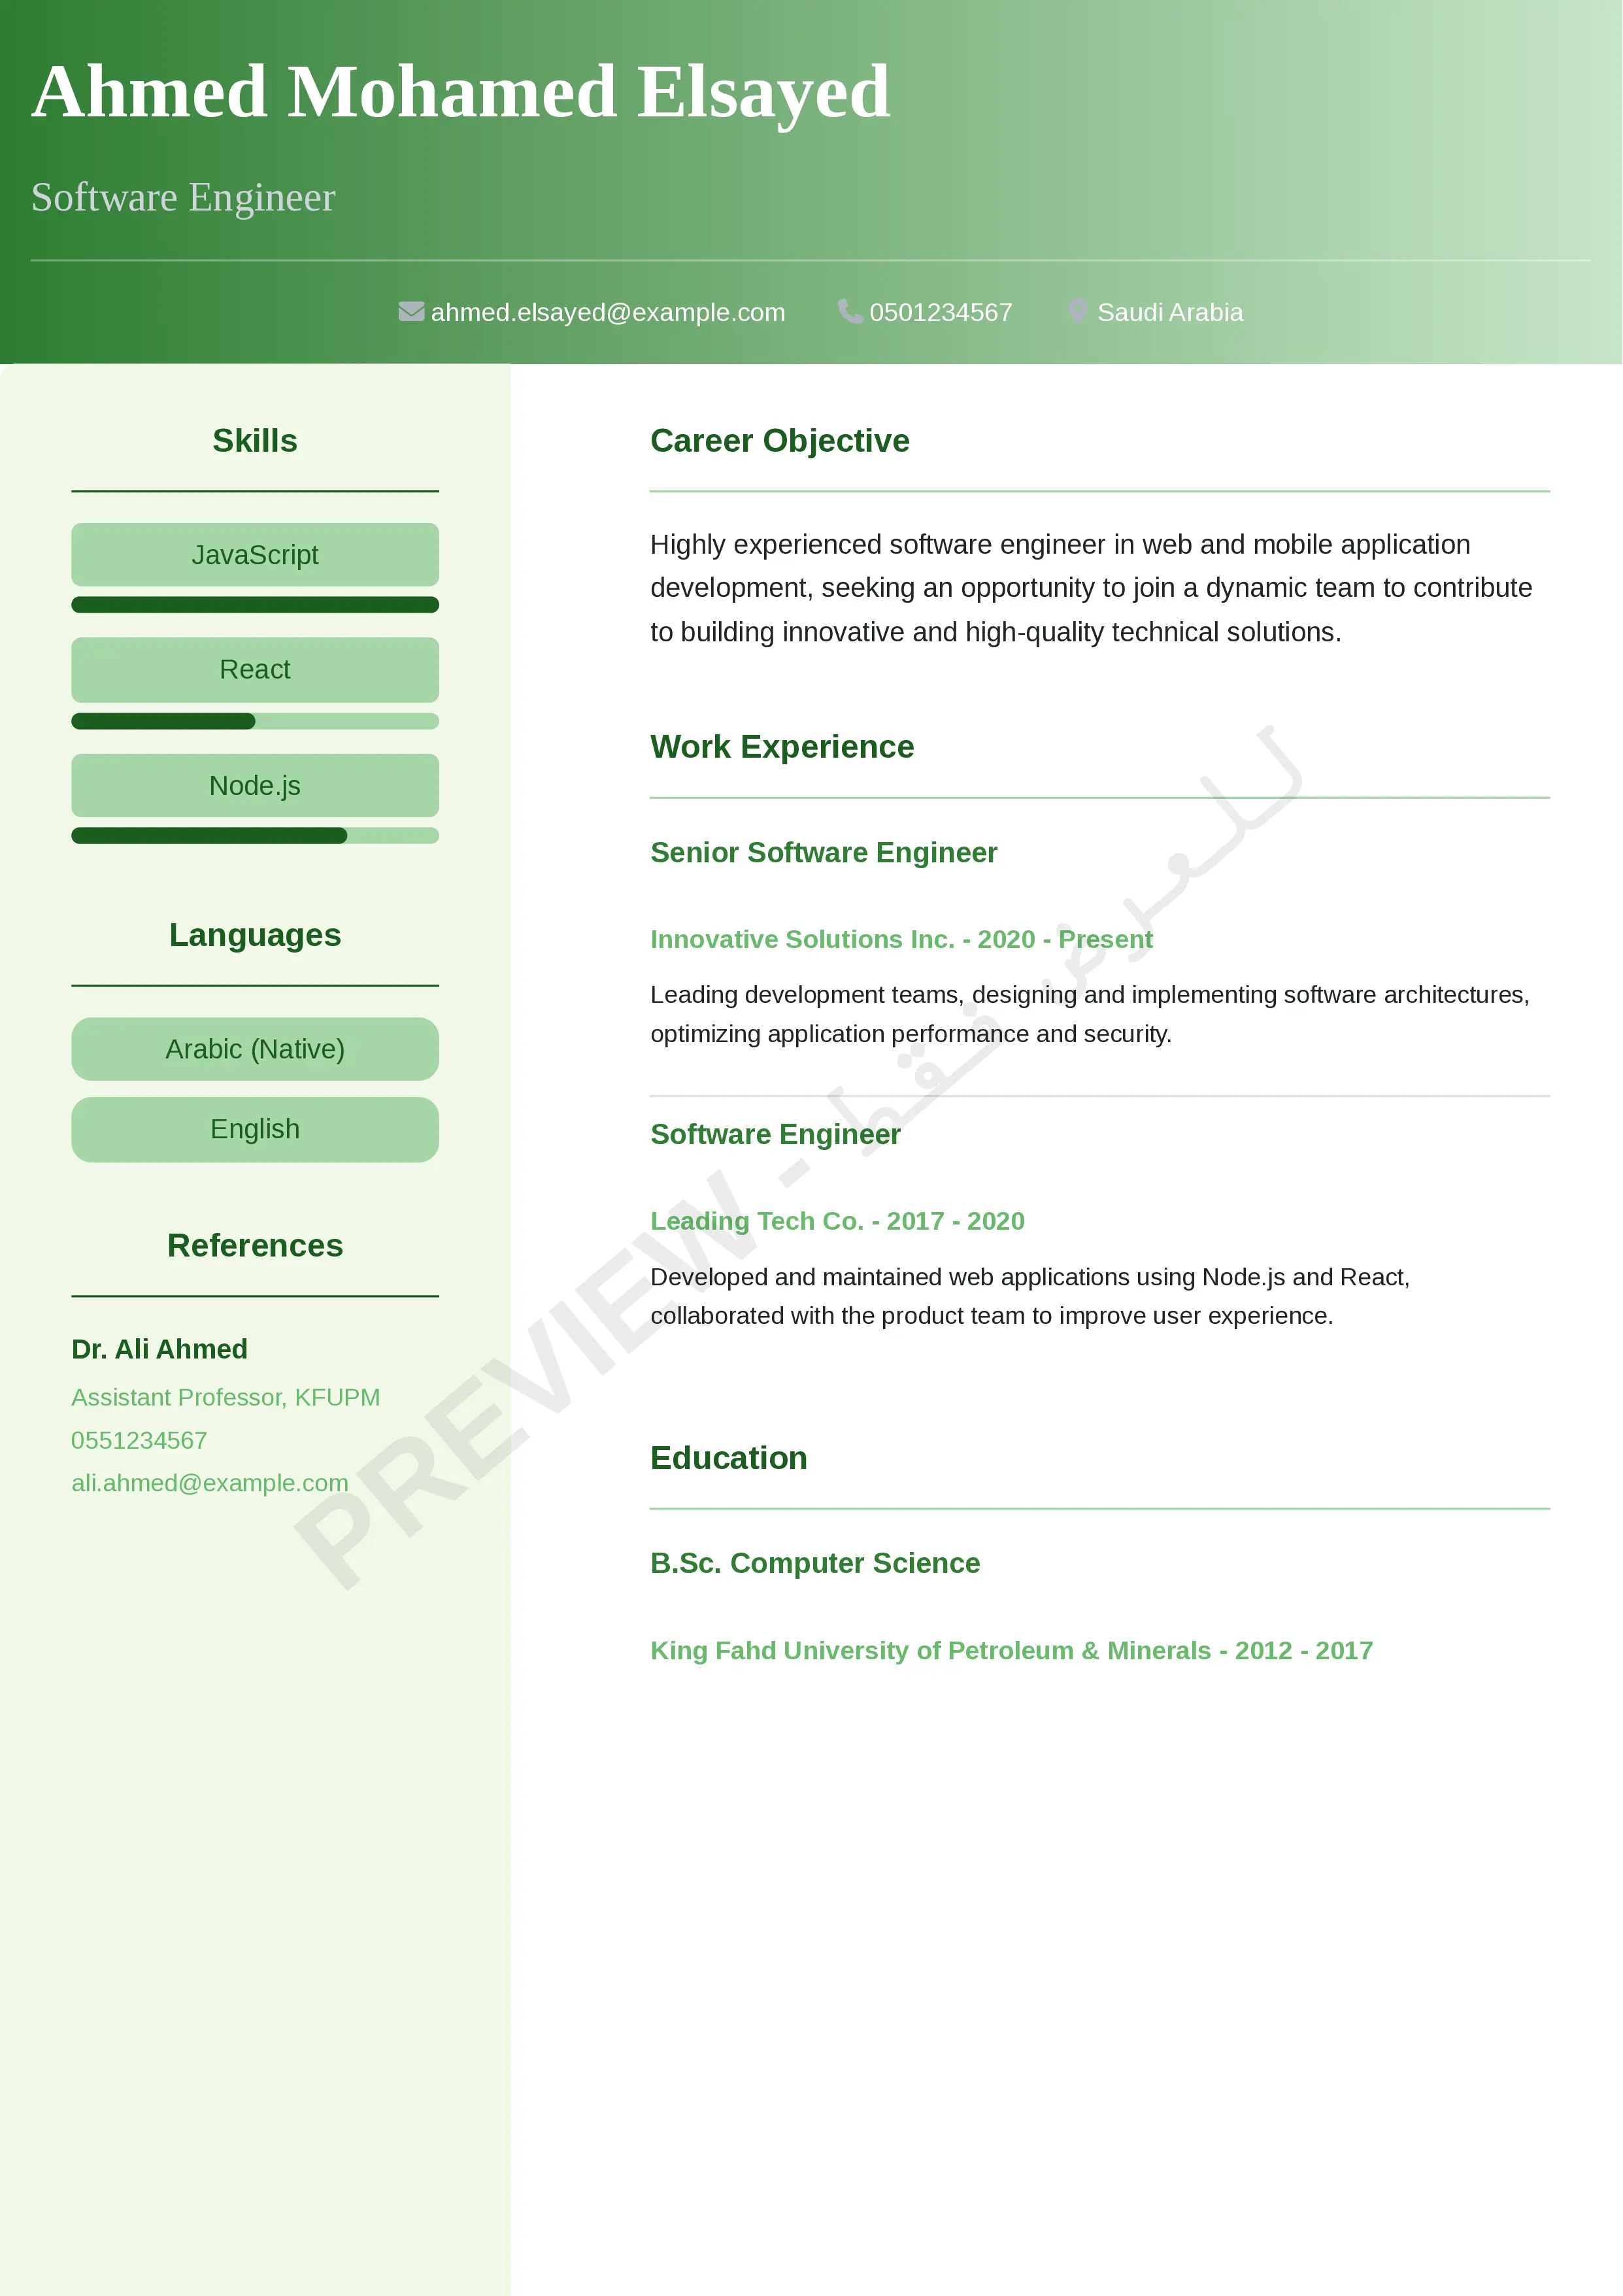 Ahmed Mohamed Elsayed
Software Engineer
ahmed.elsayed@example.com 0501234567 Saudi Arabia
Skills
JavaScript
React
Node.js
Languages
Arabic (Native)
English
References
Dr. Ali Ahmed
Assistant Professor, KFUPM
0551234567
ali.ahmed@example.com
Career Objective
Highly experienced software engineer in web and mobile application
development, seeking an opportunity to join a dynamic team to contribute
to building innovative and high-quality technical solutions.
Work Experience
Senior Software Engineer
Innovative Solutions Inc. - 2020 - Present
Leading development teams, designing and implementing software architectures,
optimizing application performance and security.
Software Engineer
Leading Tech Co. - 2017 - 2020
Developed and maintained web applications using Node.js and React,
collaborated with the product team to improve user experience.
Education
B.Sc. Computer Science
King Fahd University of Petroleum & Minerals - 2012 - 2017
PREVIEW - للعرض فقط